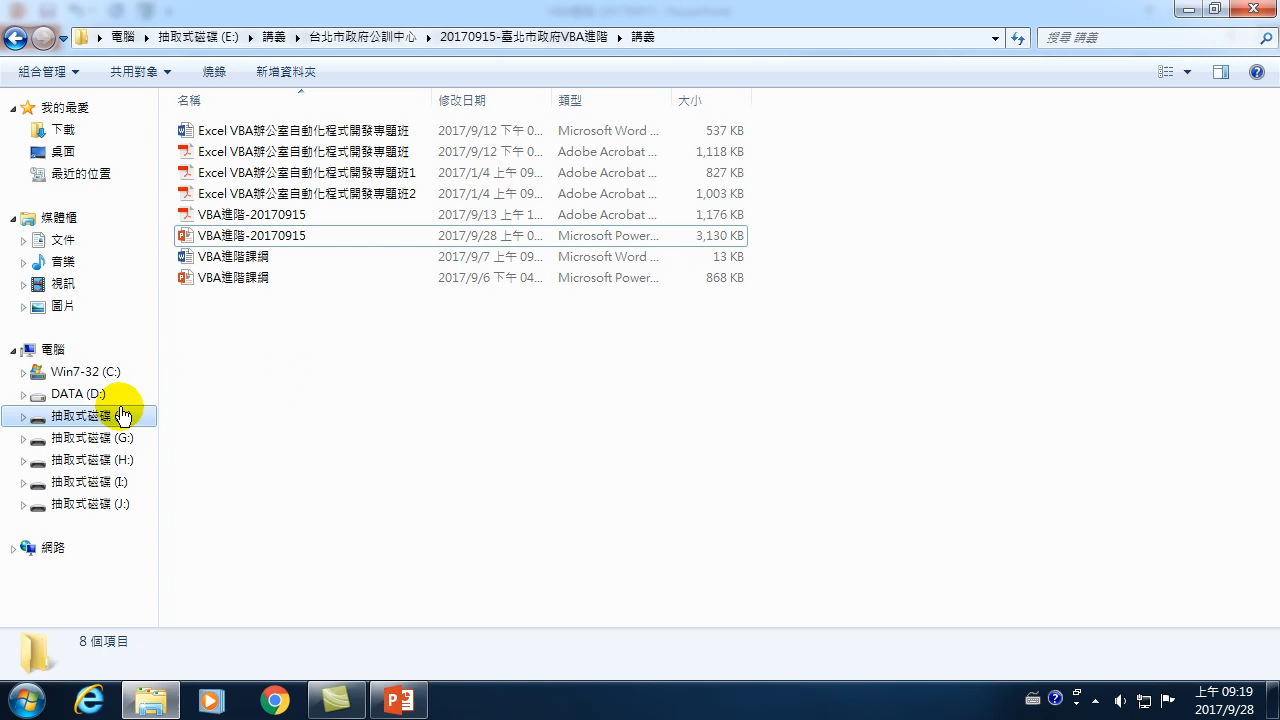 電腦 ▸ 抽取式磁碟 (E:) ▸ 講義 ▸ 台北市政府公訓中心 ▸ 20170915-臺北市政府VBA進階 ▸ 講義
搜尋 講義
組合管理 共用對象 燒錄 新增資料夾
名稱 修改日期 類型 大小
Excel VBA辦公室自動化程式開發專題班 2017/9/12 下午 0... Microsoft Word ... 537 KB
Excel VBA辦公室自動化程式開發專題班 2017/9/12 下午 0... Adobe Acrobat ... 1,118 KB
Excel VBA辦公室自動化程式開發專題班1 2017/1/4 上午 09... Adobe Acrobat ... 827 KB
Excel VBA辦公室自動化程式開發專題班2 2017/1/4 上午 09... Adobe Acrobat ... 1,003 KB
VBA進階-20170915 2017/9/13 上午 1... Adobe Acrobat ... 1,176 KB
VBA進階-20170915 2017/9/28 上午 0... Microsoft Power... 3,130 KB
VBA進階課綱 2017/9/7 上午 09... Microsoft Word ... 13 KB
VBA進階課綱 2017/9/6 下午 04... Microsoft Power... 868 KB
我的最愛
下載
桌面
最近的位置
媒體櫃
文件
音樂
視訊
圖片
電腦
Win7-32 (C:)
DATA (D:)
抽取式磁碟
抽取式磁碟 (G:)
抽取式磁碟 (H:)
抽取式磁碟 (I:)
抽取式磁碟 (J:)
網路
8 個項目
上午 09:19
2017/9/28